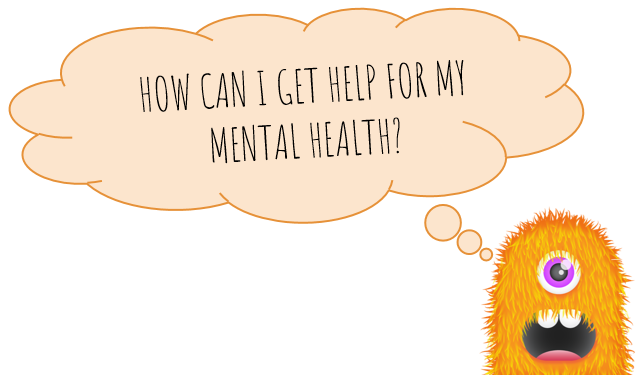 HOW CAN I GET HELP FOR MY
MENTAL HEALTH?